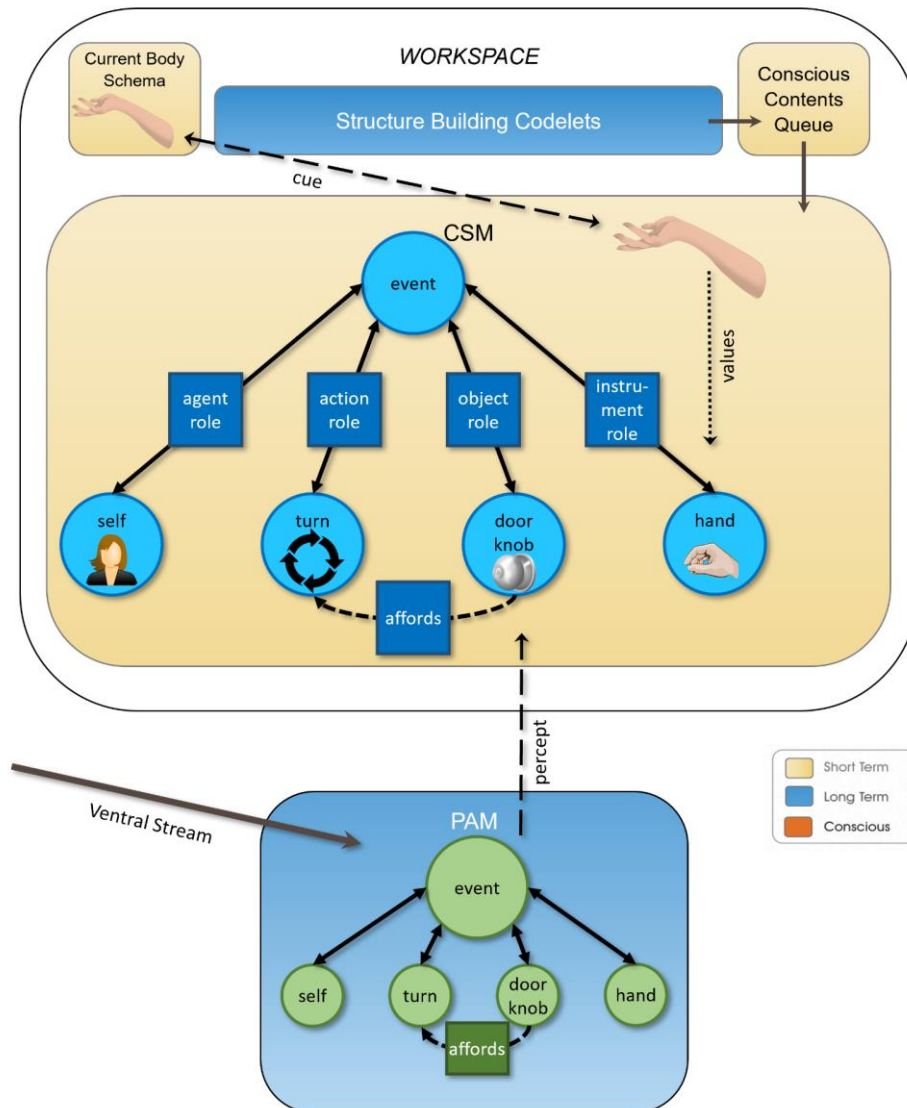 WORKSPACE
Current Body
Schema
Structure Building Codelets
Conscious
Contents
Queue
cue
CSM
event
values
agent
role
action
role
object
role
instru-
ment
role
self
turn
door
knob
hand
affords
percept
Ventral Stream
Short Term
Long Term
Conscious
PAM
event
self
turn
door
knob
hand
affords